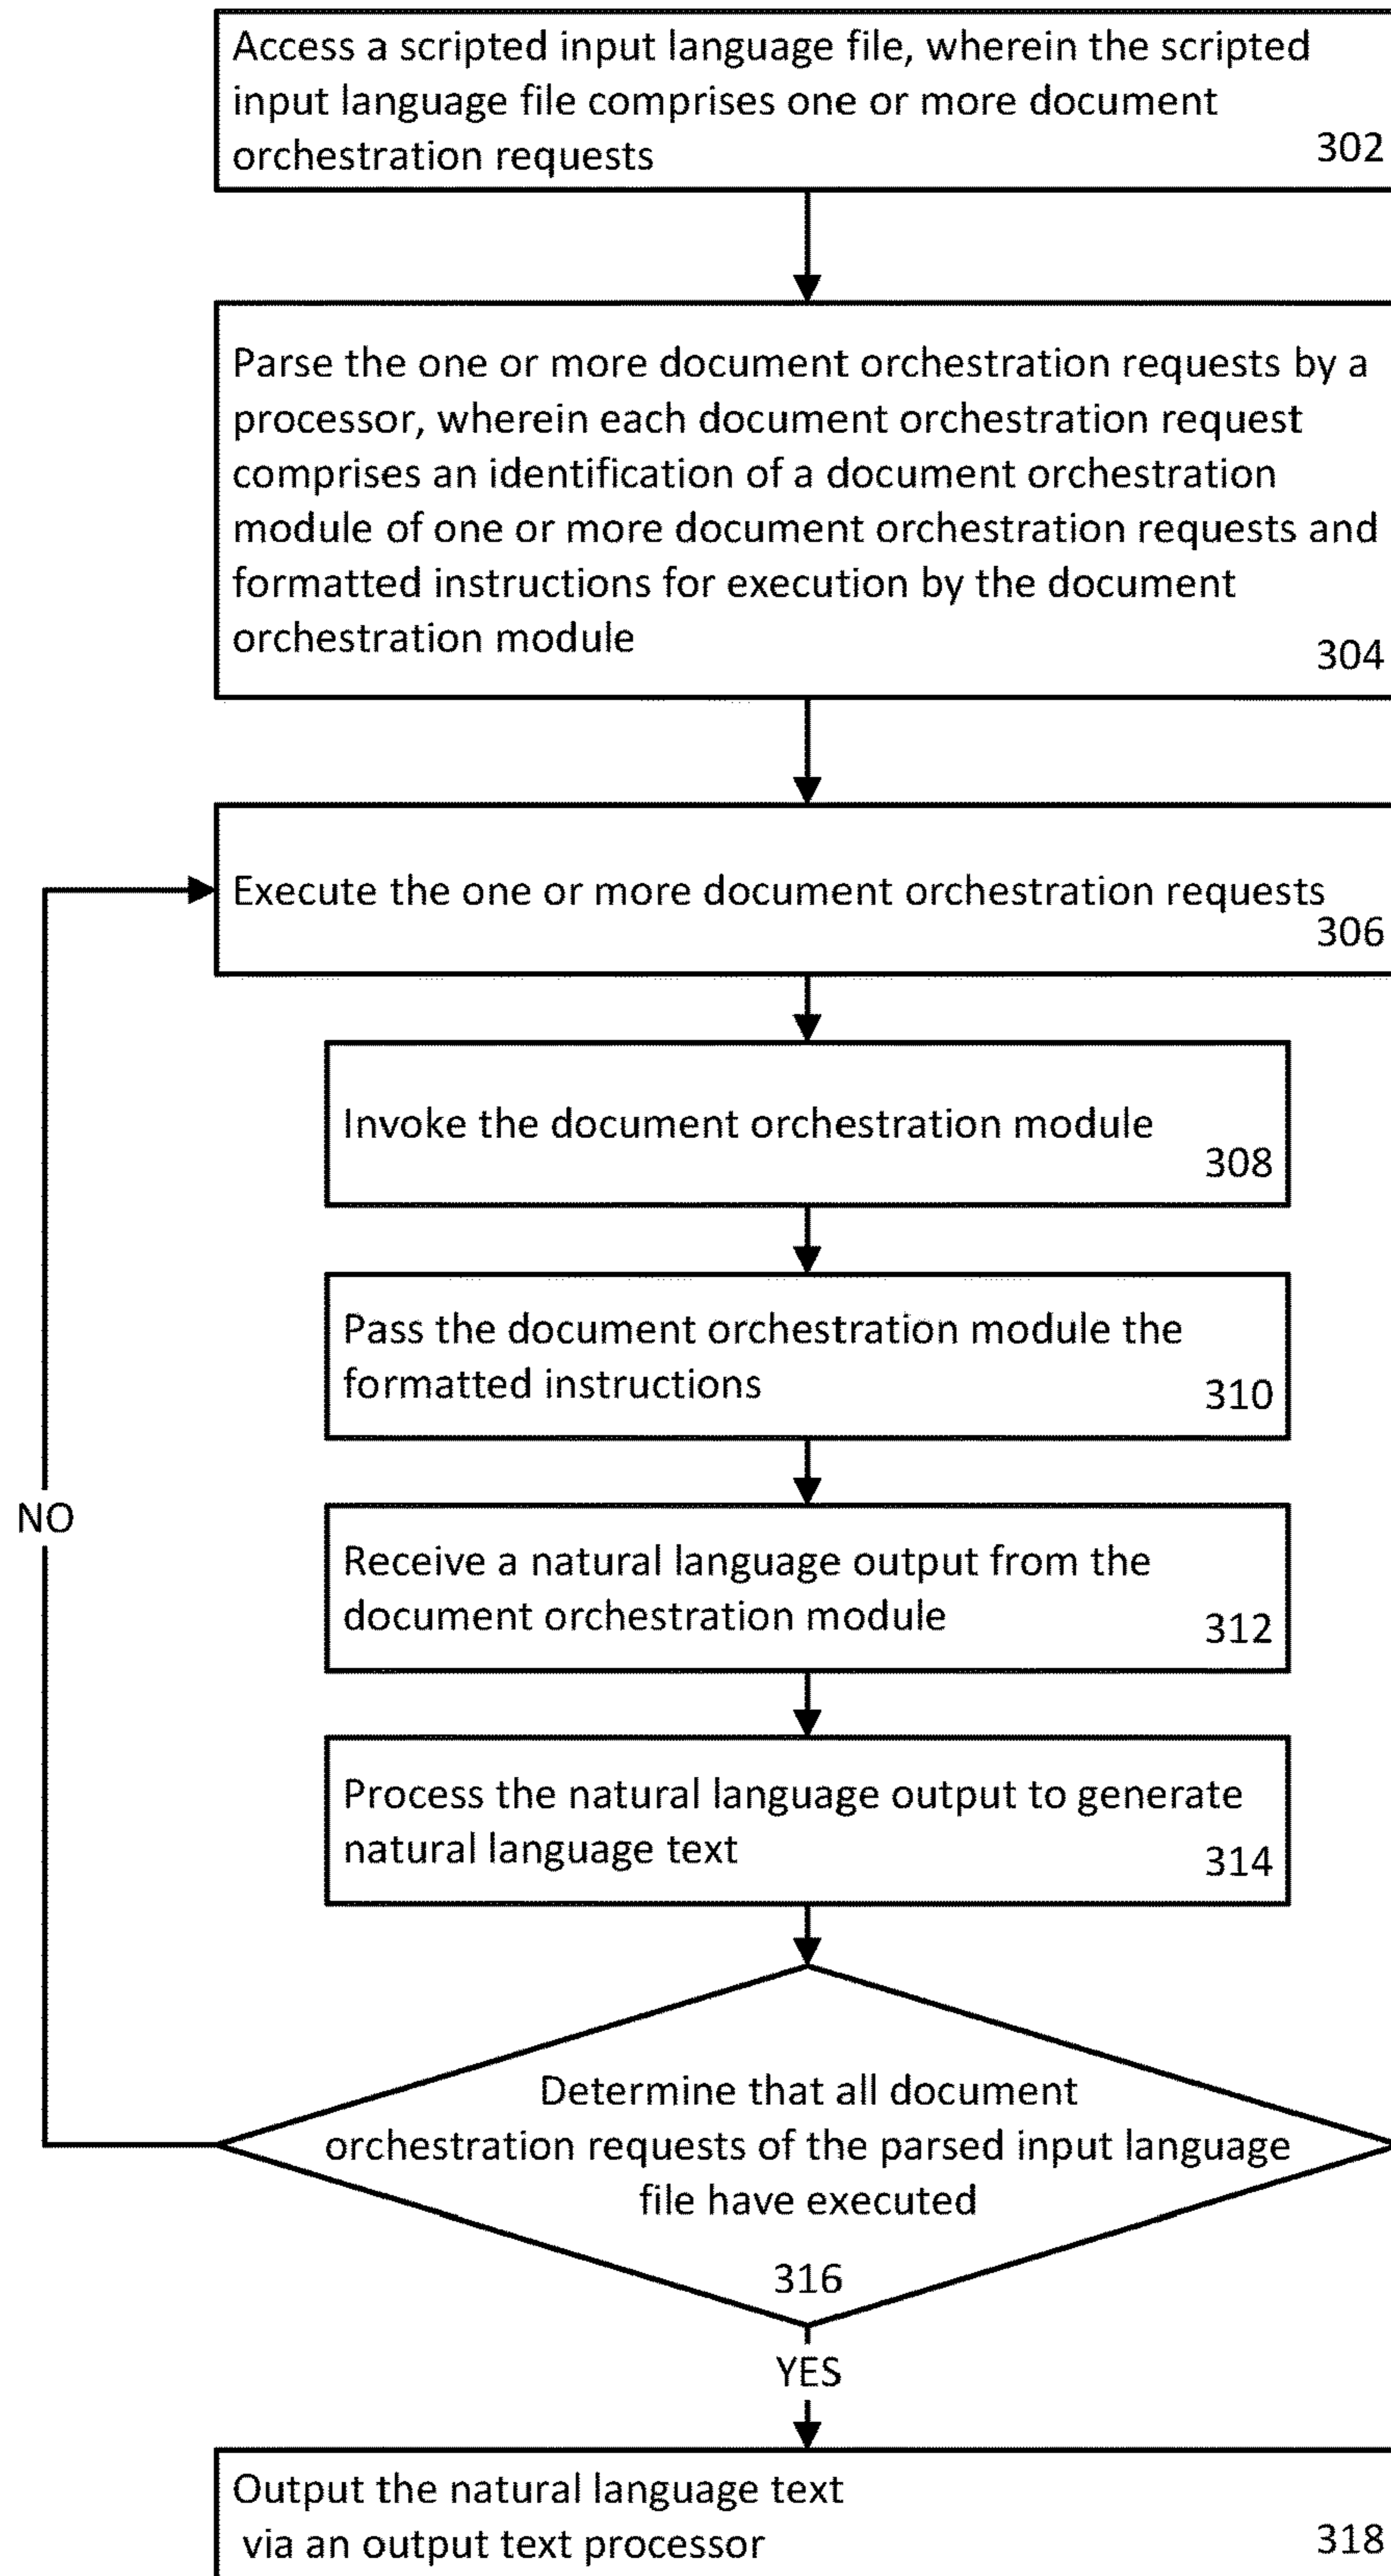 Access a scripted input language file, wherein the scripted
input language file comprises one or more document
orchestration requests
302
Parse the one or more document orchestration requests by a
processor, wherein each document orchestration request
comprises an identification of a document orchestration
module of one or more document orchestration requests and
formatted instructions for execution by the document
orchestration module
304
Execute the one or more document orchestration requests
306
Invoke the document orchestration module
308
Pass the document orchestration module the
formatted instructions
310
NO
Receive a natural language output from the
document orchestration module
312
Process the natural language output to generate
natural language text
314
Determine that all document
orchestration requests of the parsed input language
file have executed
316
YES
Output the natural language text
via an output text processor
318